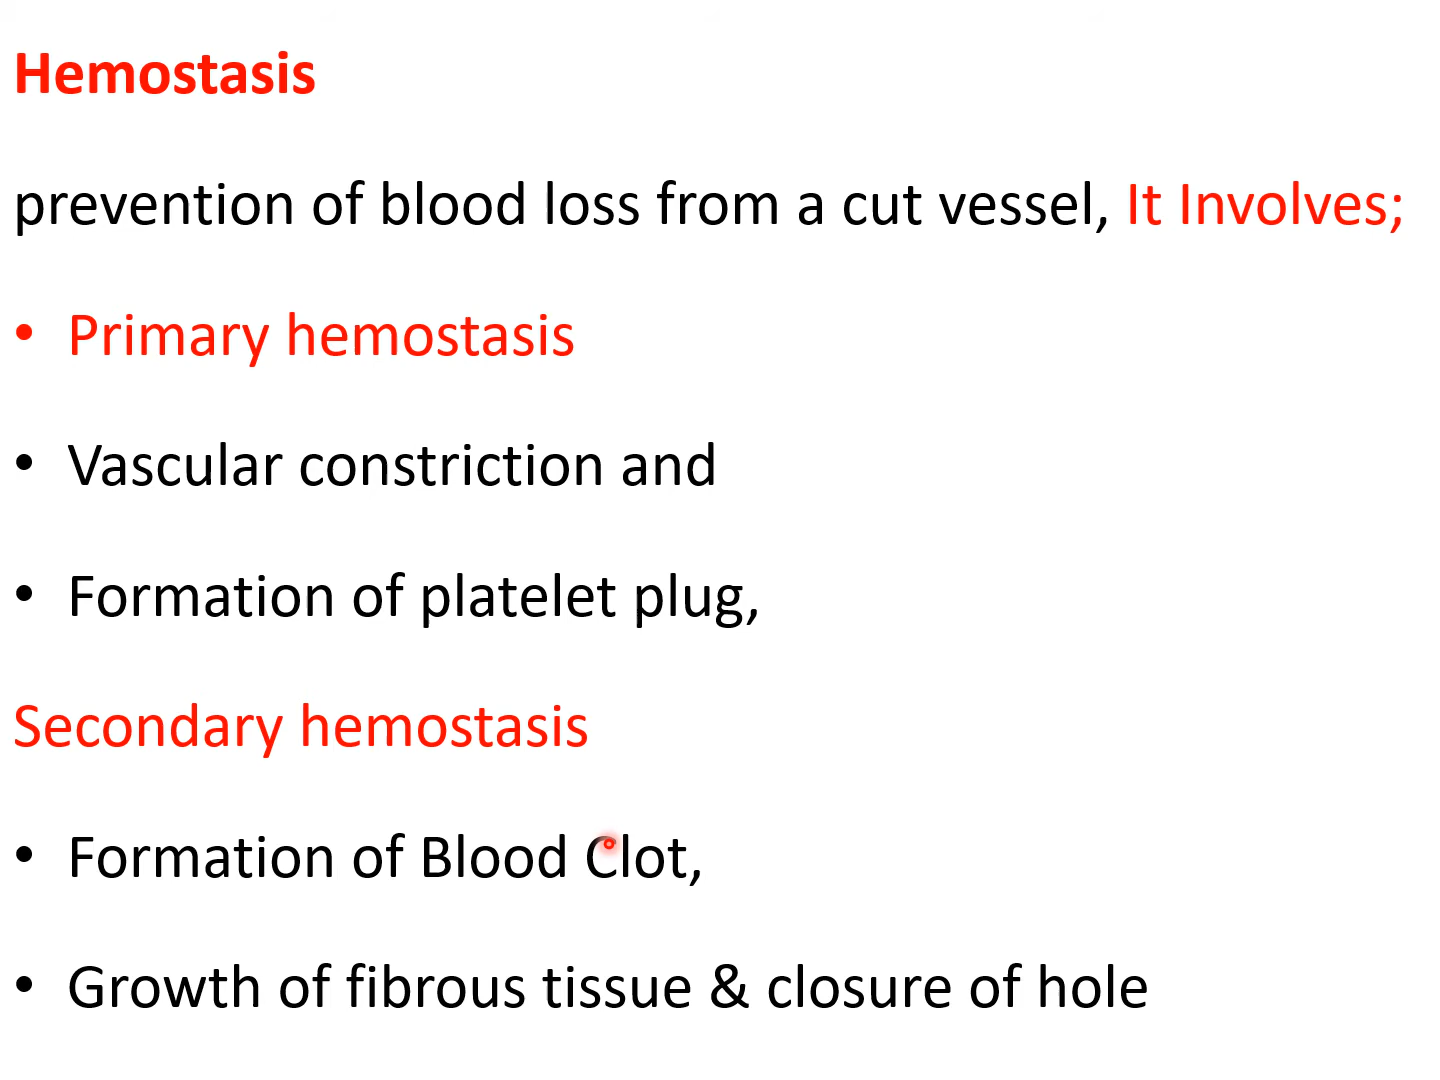 Hemostasis
prevention of blood loss from a cut vessel, It Involves;
• Primary hemostasis
• Vascular constriction and
• Formation of platelet plug,
Secondary hemostasis
• Formation of Blood Clot,
• Growth of fibrous tissue & closure of hole